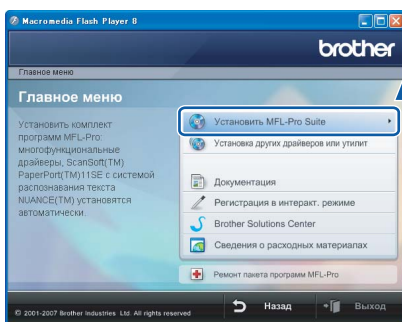 Macromedia Flash Player 8
brother
Главное меню
Главное меню
Установить комплект
программ MFL-Pro:
многофункциональные
драйверы, ScanSoft(TM)
PaperPort(TM)11SE с системой
распознавания текста
NUANCE(TM) установятся
автоматически.
Установить MFL-Pro Suite
Установка других драйверов или утилит
Документация
Регистрация в интеракт. режиме
Brother Solutions Center
Сведения о расходных материалах
Ремонт пакета программ MFL-Pro
© 2001-2007 Brother Industries Ltd. All rights reserved
Назад
Выход